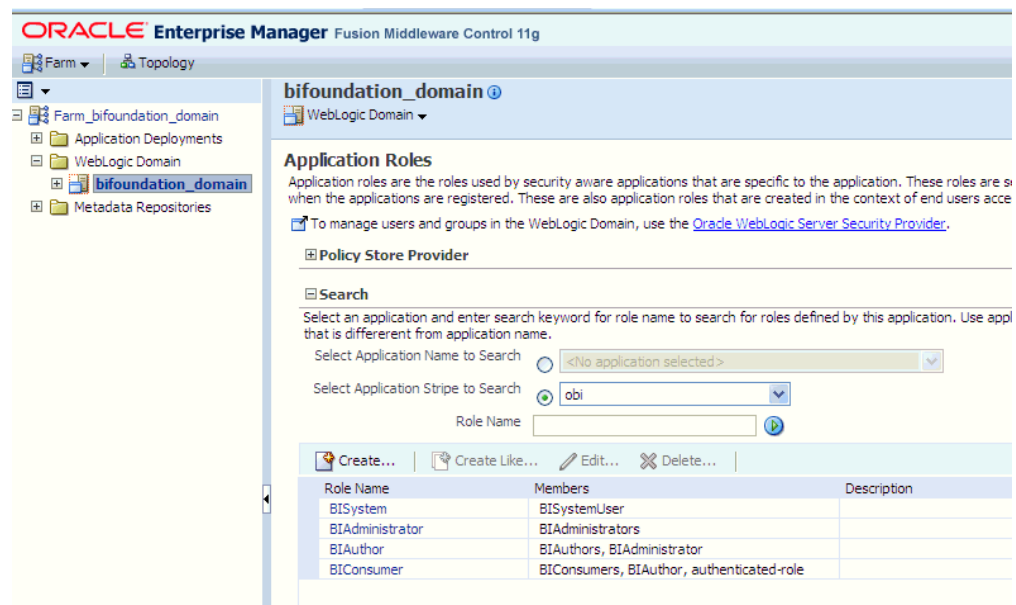 ORACLE Enterprise Manager Fusion Middleware Control 11g
Farm Topology
bifoundation_domain
WebLogic Domain
Farm_bifoundation_domain
Application Deployments
WebLogic Domain
bifoundation_domain
Metadata Repositories
Application Roles
Application roles are the roles used by security aware applications that are specific to the application. These roles are
when the applications are registered. These are also application roles that are created in the context of end users
To manage users and groups in the WebLogic Domain, use the Oracle WebLogic Server Security Provider.
Policy Store Provider
Search
Select an application and enter search keyword for role name to search for roles defined by this application. Use
that is differerent from application name.
Select Application Name to Search <No application selected>
Select Application Stripe to Search obi
Role Name
Create... Create Like... Edit... Delete...
Role Name Members Description
BISystem BISystemUser
BIAdministrator BIAdministrators
BIAuthor BIAuthors, BIAdministrator
BIConsumer BIConsumers, BIAuthor, authenticated-role